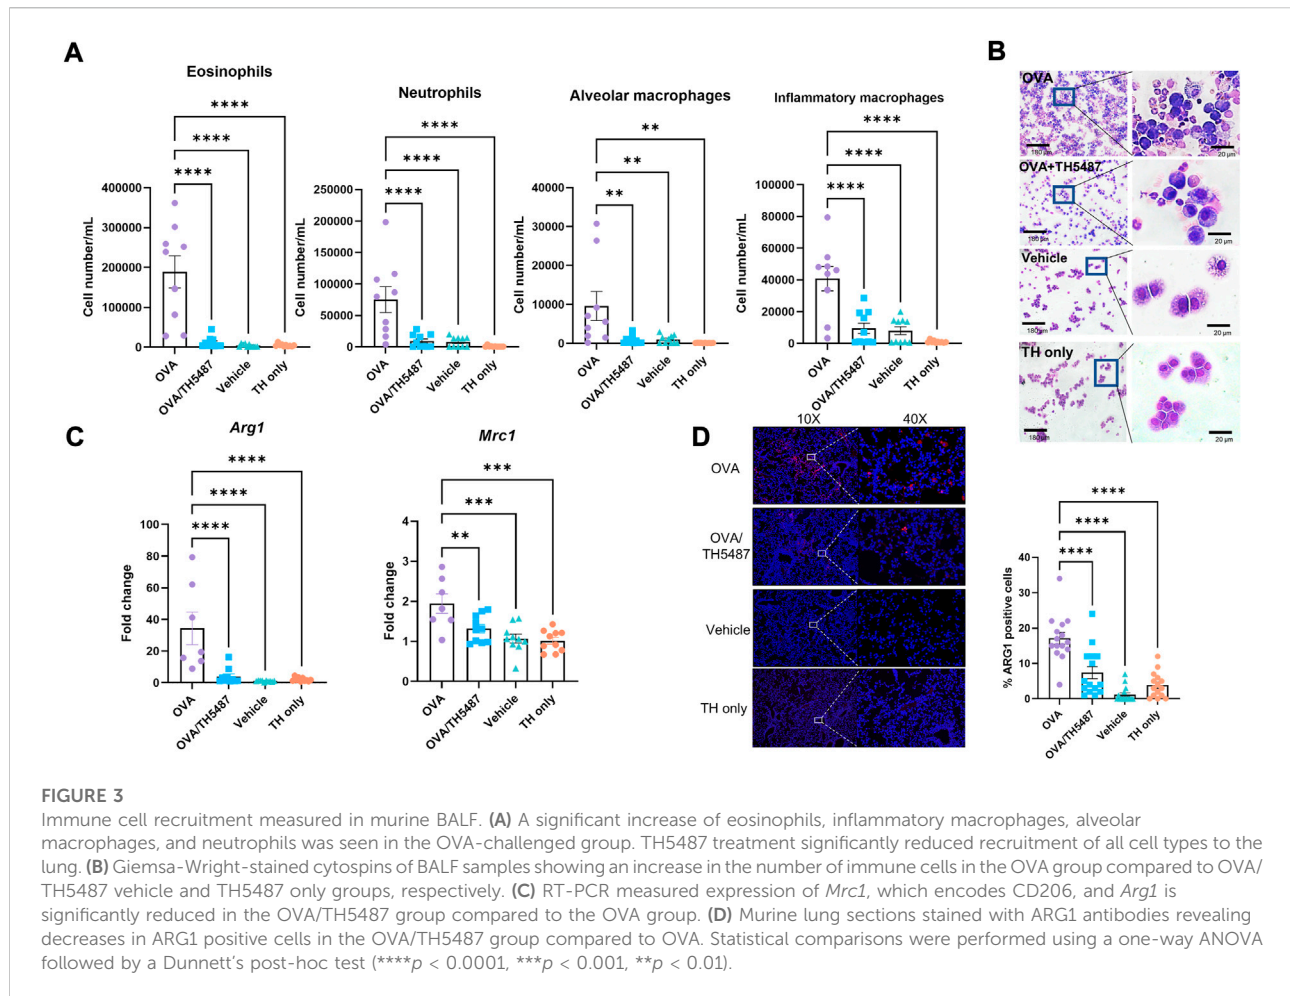 A
Eosinophils
****
****
****
Cell number/mL
400000
300000
200000
100000
0
OVA
OVA/TH5487
Vehicle
TH only
Neutrophils
****
****
****
Cell number/mL
250000
200000
150000
100000
50000
0
OVA
OVA/TH5487
Vehicle
TH only
Alveolar macrophages
**
**
**
Cell number/mL
40000
30000
20000
10000
0
OVA
OVA/TH5487
Vehicle
TH only
Inflammatory macrophages
****
****
****
Cell number/mL
100000
80000
60000
40000
20000
0
OVA
OVA/TH5487
Vehicle
TH only
B
OVA
180 µm
20 µm
OVA+TH5487
180 µm
20 µm
Vehicle
180 µm
20 µm
TH only
180 µm
20 µm
C
Arg1
****
****
****
Fold change
100
80
60
40
20
0
OVA
OVA/TH5487
Vehicle
TH only
Mrc1
***
***
**
Fold change
4
3
2
1
0
OVA
OVA/TH5487
Vehicle
TH only
D
10X
40X
OVA
OVA/
TH5487
Vehicle
TH only
****
****
****
% ARG1 positive cells
40
30
20
10
0
OVA
OVA/TH5487
Vehicle
TH only
FIGURE 3
Immune cell recruitment measured in murine BALF. (A) A significant increase of eosinophils, inflammatory macrophages, alveolar
macrophages, and neutrophils was seen in the OVA-challenged group. TH5487 treatment significantly reduced recruitment of all cell types to the
lung. (B) Giemsa-Wright-stained cytospins of BALF samples showing an increase in the number of immune cells in the OVA group compared to OVA/
TH5487 vehicle and TH5487 only groups, respectively. (C) RT-PCR measured expression of Mrc1, which encodes CD206, and Arg1 is
significantly reduced in the OVA/TH5487 group compared to the OVA group. (D) Murine lung sections stained with ARG1 antibodies revealing
decreases in ARG1 positive cells in the OVA/TH5487 group compared to OVA. Statistical comparisons were performed using a one-way ANOVA
followed by a Dunnett's post-hoc test (****p < 0.0001, ***p < 0.001, **p < 0.01).